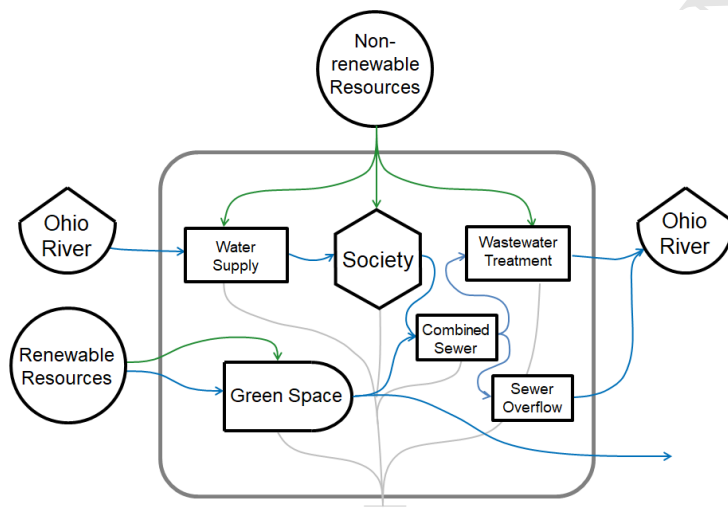 Non-
renewable
Resources
Ohio
River
Water
Supply
Society
Wastewater
Treatment
Ohio
River
Combined
Sewer
Renewable
Resources
Green Space
Sewer
Overflow